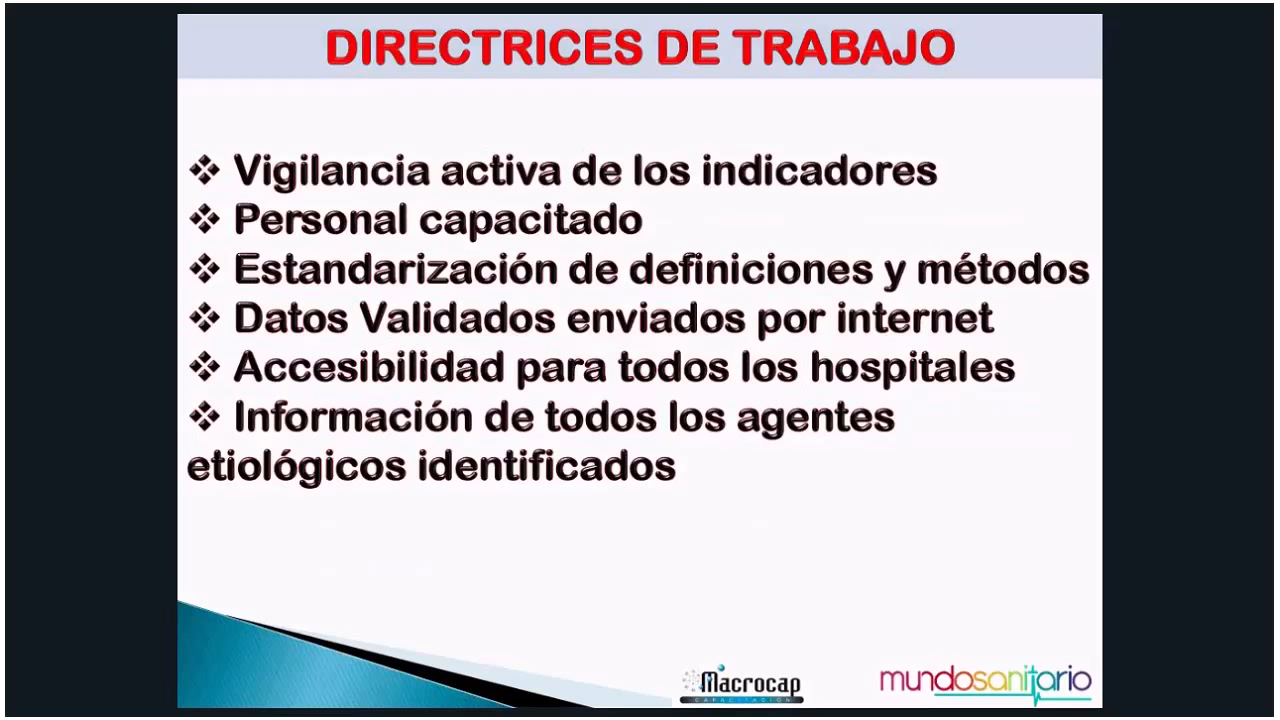 DIRECTRICES DE TRABAJO
❖ Vigilancia activa de los indicadores
❖ Personal capacitado
❖ Estandarización de definiciones y métodos
❖ Datos Validados enviados por internet
❖ Accesibilidad para todos los hospitales
❖ Información de todos los agentes
etiológicos identificados
Macrocap
CAPACITACIÓN
mundosanitario